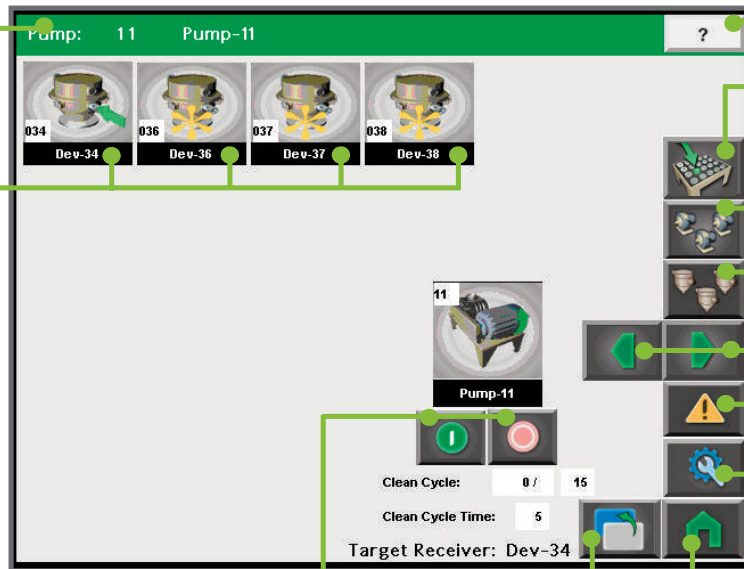 Pump: 11 Pump-11
?
034 036 037 038
Dev-34 Dev-36 Dev-37 Dev-38
11
Pump-11
Clean Cycle: 0 / 15
Clean Cycle Time: 5
Target Receiver: Dev-34